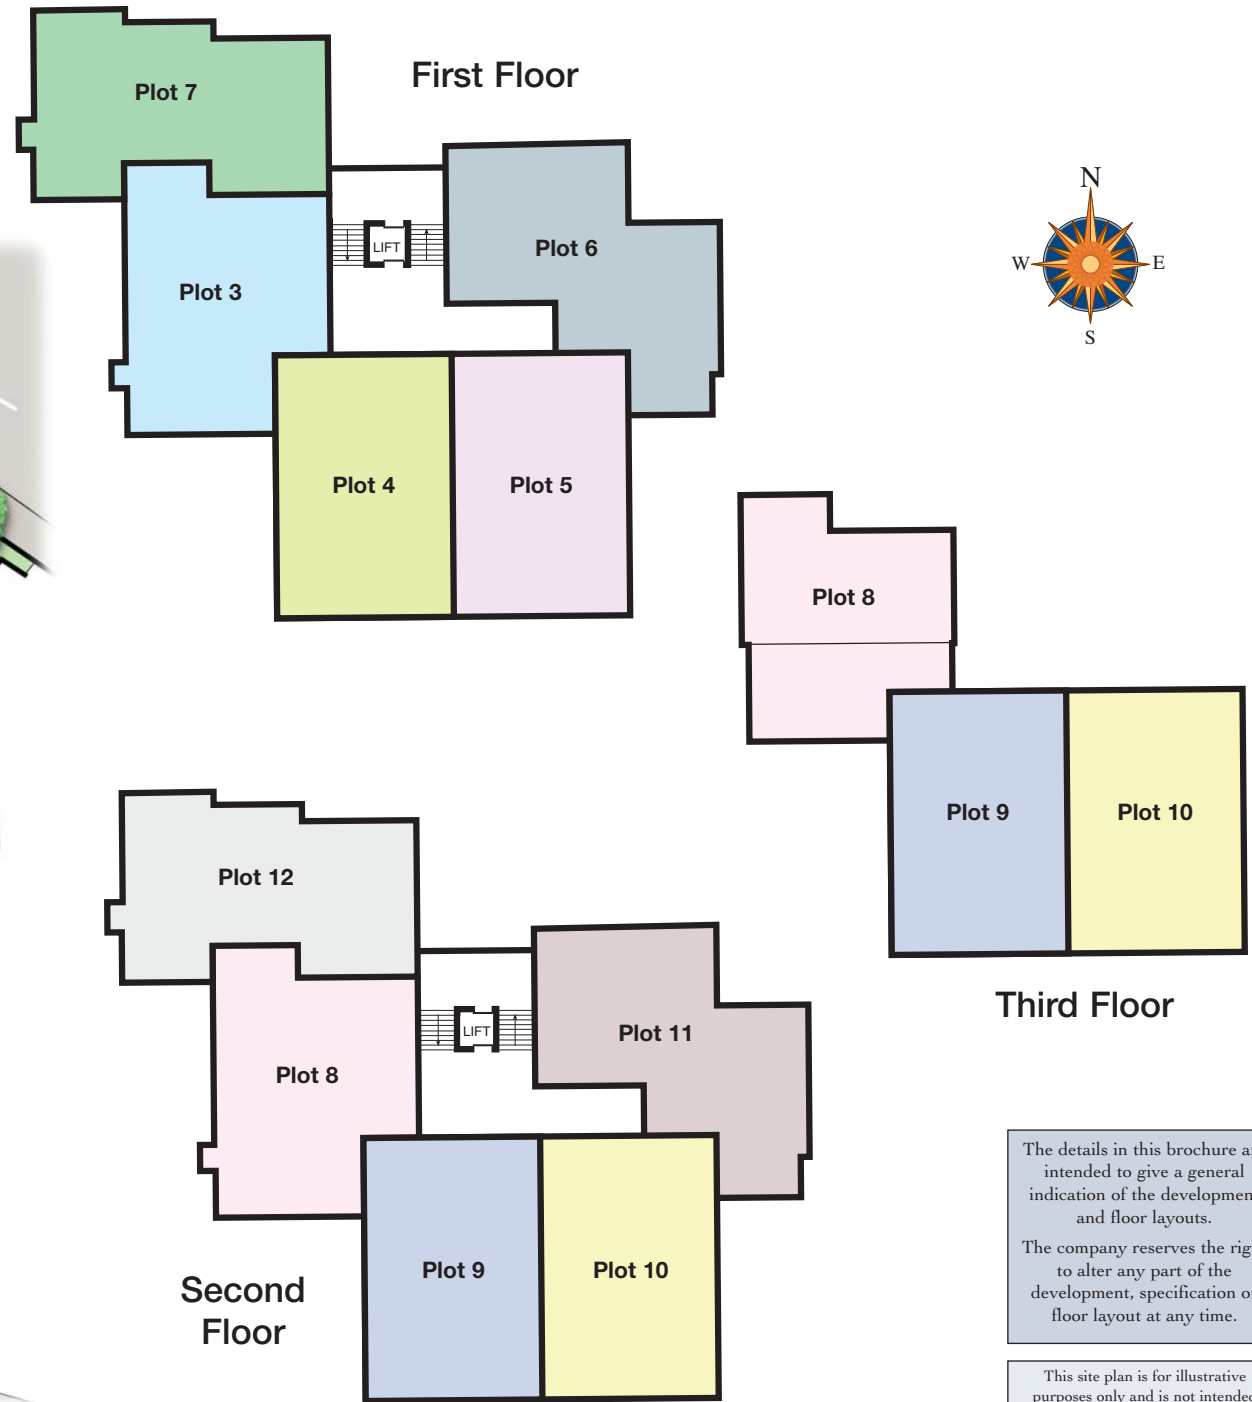 First Floor
Plot 7
Plot 6
LIFT
Plot 3
Plot 4
Plot 5
N
W
E
S
Plot 8
Plot 9
Plot 10
Third Floor
Plot 12
Plot 11
LIFT
Plot 8
Plot 9
Plot 10
Second
Floor
The details in this brochure
intended to give a general
indication of the
and floor layouts.
The company reserves the
to alter any part of the
development, specification
floor layout at any time.
This site plan is for illustrative
purposes only and is not intended